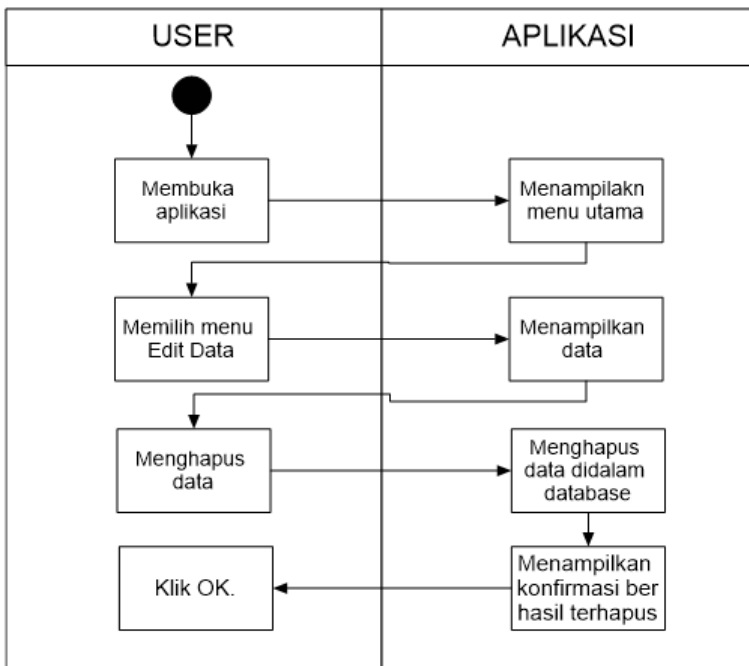 USER
APLIKASI
Membuka
aplikasi
Menampilakn
menu utama
Memilih menu
Edit Data
Menampilkan
data
Menghapus
data
Menghapus
data didalam
database
Klik OK.
Menampilkan
konfirmasi ber
hasil terhapus